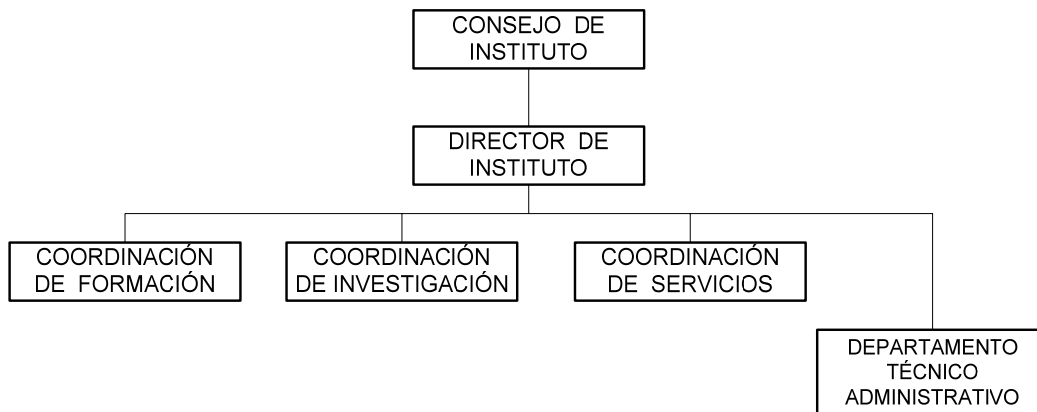 CONSEJO DE
INSTITUTO
DIRECTOR DE
INSTITUTO
COORDINACIÓN
DE FORMACIÓN
COORDINACIÓN
DE INVESTIGACIÓN
COORDINACIÓN
DE SERVICIOS
DEPARTAMENTO
TÉCNICO
ADMINISTRATIVO